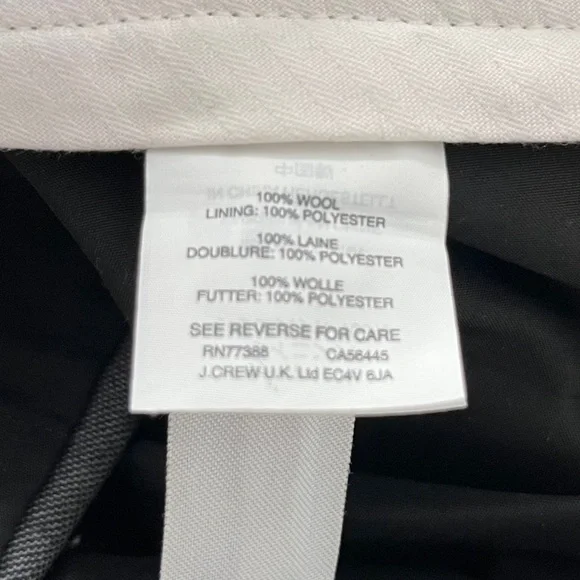 100% WOOL
LINING: 100% POLYESTER
100% LAINE
DOUBLURE: 100% POLYESTER
100% WOLLE
FUTTER: 100% POLYESTER
SEE REVERSE FOR CARE
RN77388 CA56445
J.CREW U.K. Ltd EC4V 6JA